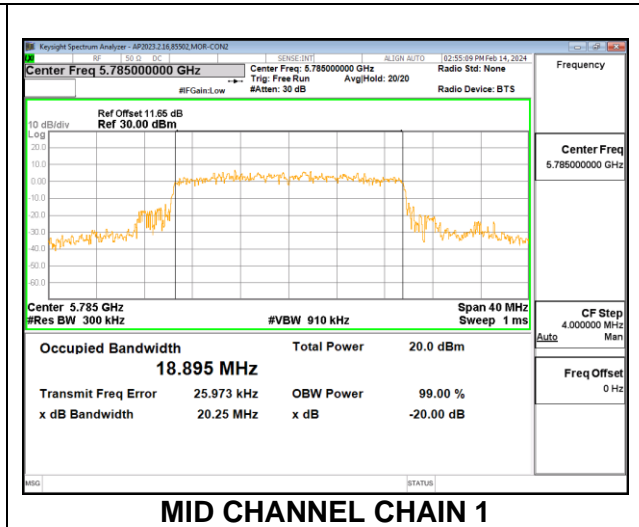 Keysight Spectrum Analyzer - AP2023.2.16,85502,MOR-CON2
RF 50 Ω DC SENSE:INT ALIGN AUTO 02:55:09 PM Feb 14, 2024
Center Freq 5.785000000 GHz
Center Freq: 5.785000000 GHz
Radio Std: None
Trig: Free Run Avg|Hold: 20/20
#IFGain:Low #Atten: 30 dB Radio Device: BTS
Frequency
Ref Offset 11.65 dB
10 dB/div Ref 30.00 dBm
Log
20.0
10.0
0.00
-10.0
-20.0
-30.0
-40.0
-50.0
-60.0
Center Freq
5.785000000 GHz
Center 5.785 GHz Span 40 MHz
#Res BW 300 kHz #VBW 910 kHz Sweep 1 ms
CF Step
4.000000 MHz
Auto Man
Freq Offset
0 Hz
Occupied Bandwidth Total Power 20.0 dBm
18.895 MHz
Transmit Freq Error 25.973 kHz OBW Power 99.00 %
x dB Bandwidth 20.25 MHz x dB -20.00 dB
MSG STATUS
MID CHANNEL CHAIN 1